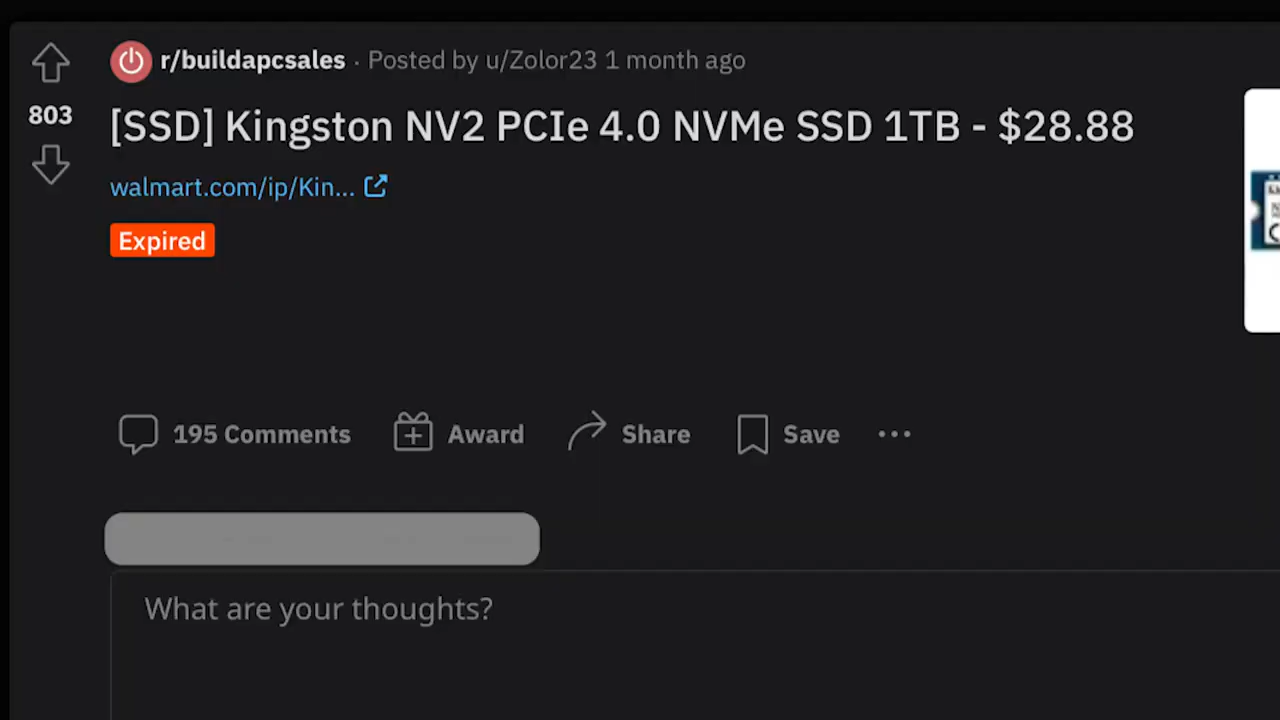 r/buildapcsales · Posted by u/Zolor23 1 month ago
803
[SSD] Kingston NV2 PCIe 4.0 NVMe SSD 1TB - $28.88
walmart.com/ip/Kin...
Expired
195 Comments Award Share Save ...
What are your thoughts?